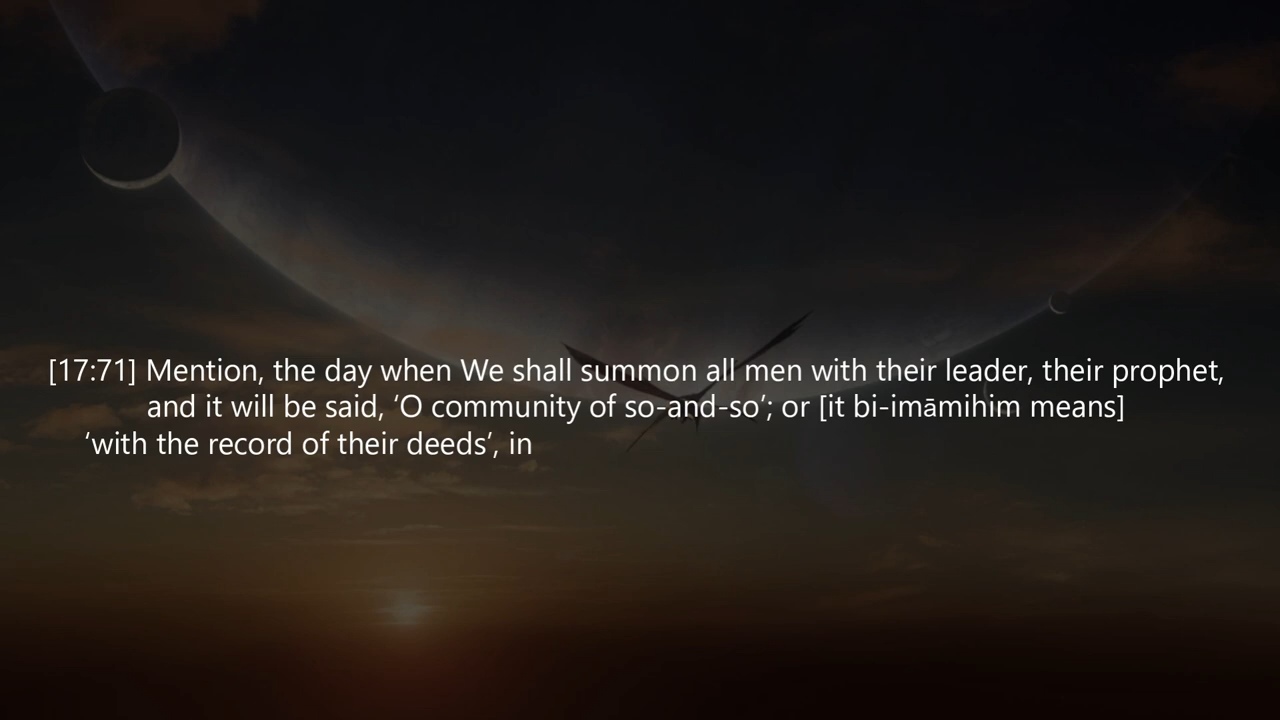 [17:71] Mention, the day when We shall summon all men with their leader, their prophet,
and it will be said, ‘O community of so-and-so’; or [it bi-imāmihim means]
‘with the record of their deeds’, in